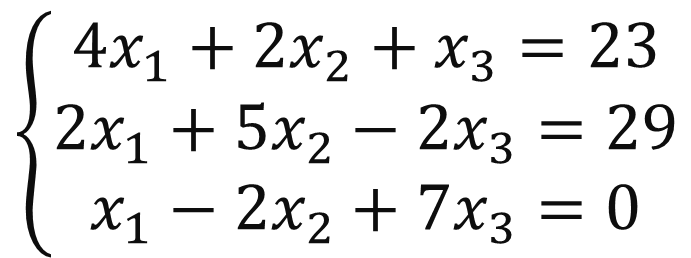 4x₁ + 2x₂ + x₃ = 23
2x₁ + 5x₂ − 2x₃ = 29
x₁ − 2x₂ + 7x₃ = 0